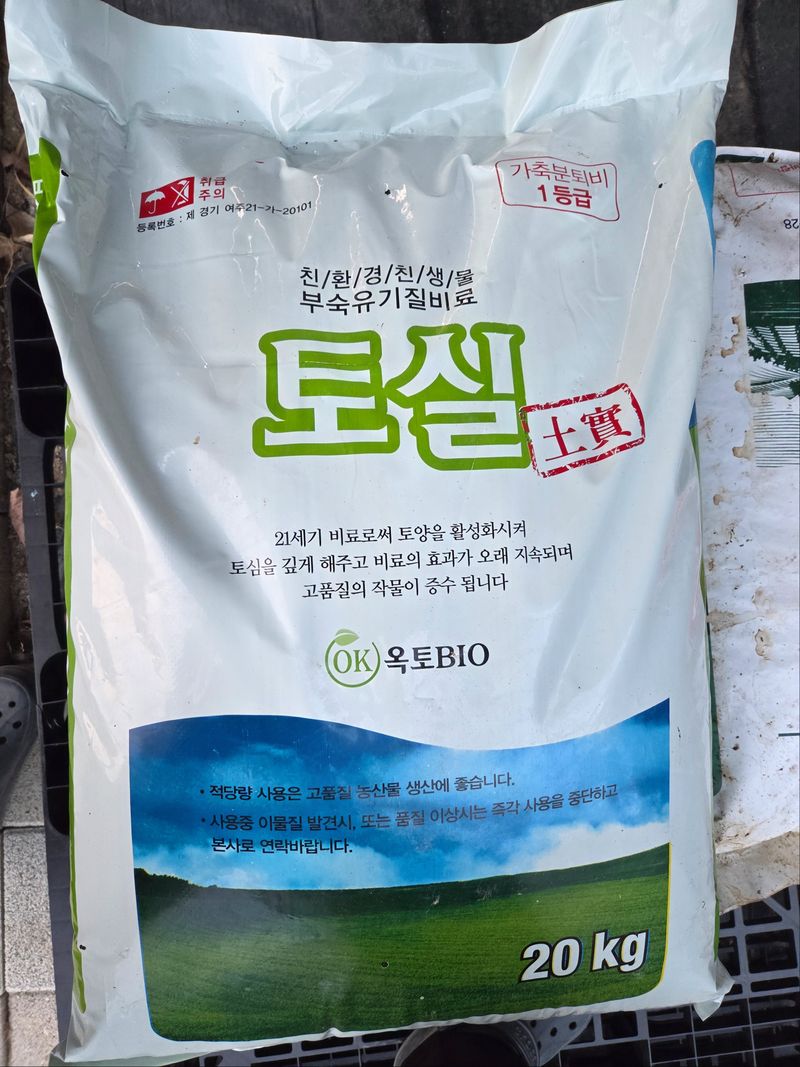 취급
주의
등록번호 : 제 경기 여주21-가-20101
가축분퇴비
1등급
친/환/경/친/생/물
부숙유기질비료
토실
土實
21세기 비료로써 토양을 활성화시켜
토심을 깊게 해주고 비료의 효과가 오래 지속되며
고품질의 작물이 증수 됩니다
OK 옥토BIO
• 적당량 사용은 고품질 농산물 생산에 좋습니다.
• 사용중 이물질 발견시, 또는 품질 이상시는 즉각 사용을 중단하고
본사로 연락바랍니다.
20 kg
28